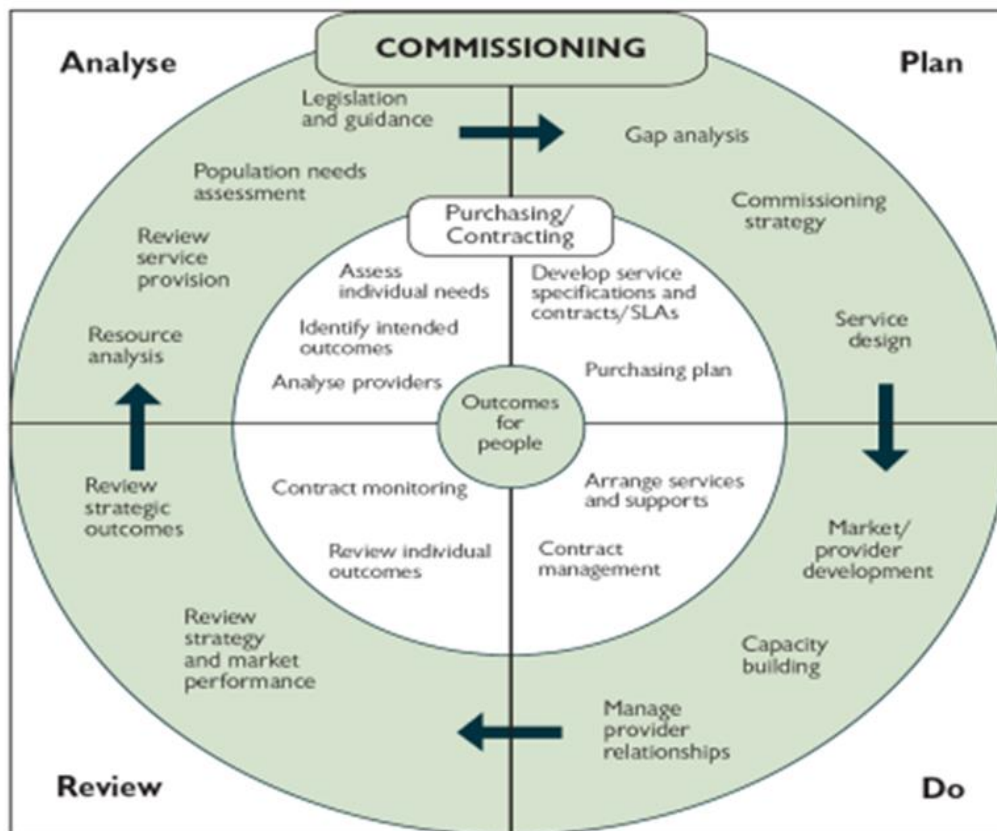 COMMISSIONING
Analyse
Plan
Legislation
and guidance
Population needs
assessment
Review
service
provision
Resource
analysis
Gap analysis
Commissioning
strategy
Service
design
Purchasing/
Contracting
Assess
individual needs
Identify intended
outcomes
Analyse providers
Develop service
specifications and
contracts/SLAs
Purchasing plan
Outcomes
for
people
Contract monitoring
Review individual
outcomes
Arrange services
and supports
Contract
management
Review
strategic
outcomes
Review
strategy
and market
performance
Market/
provider
development
Capacity
building
Manage
provider
relationships
Review
Do